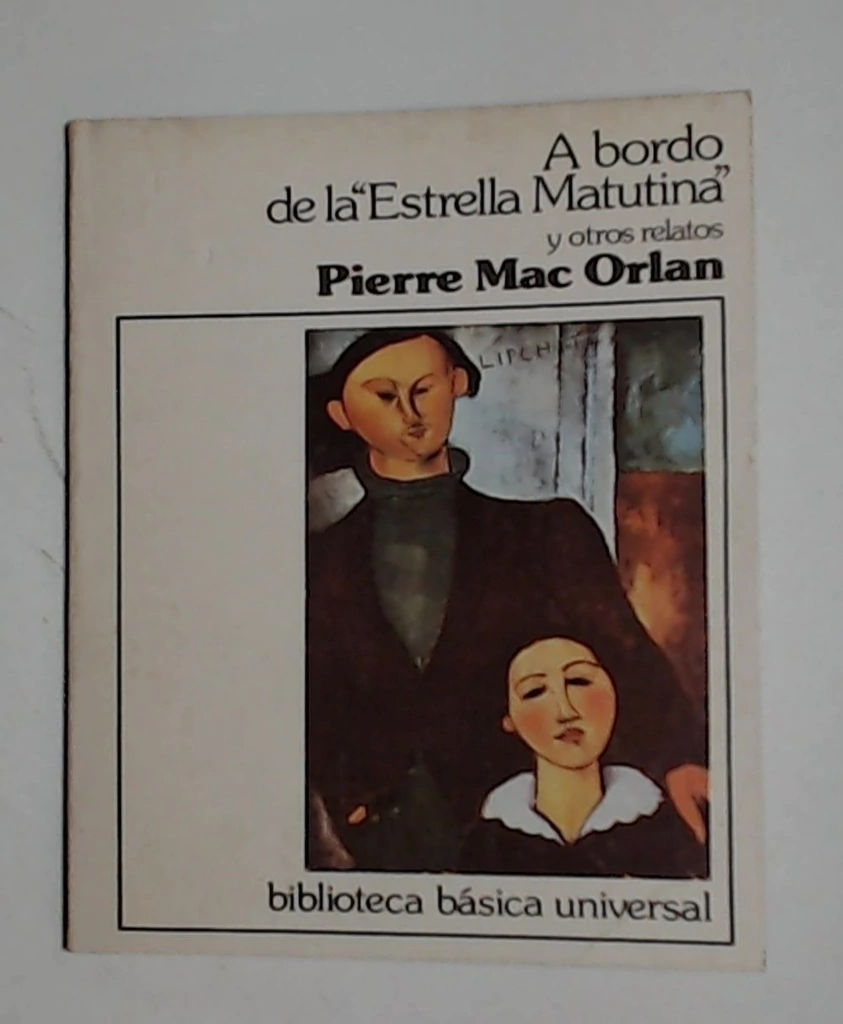 A bordo
de la "Estrella Matutina"
y otros relatos
Pierre Mac Orlan
LIPCHITZ
biblioteca básica universal